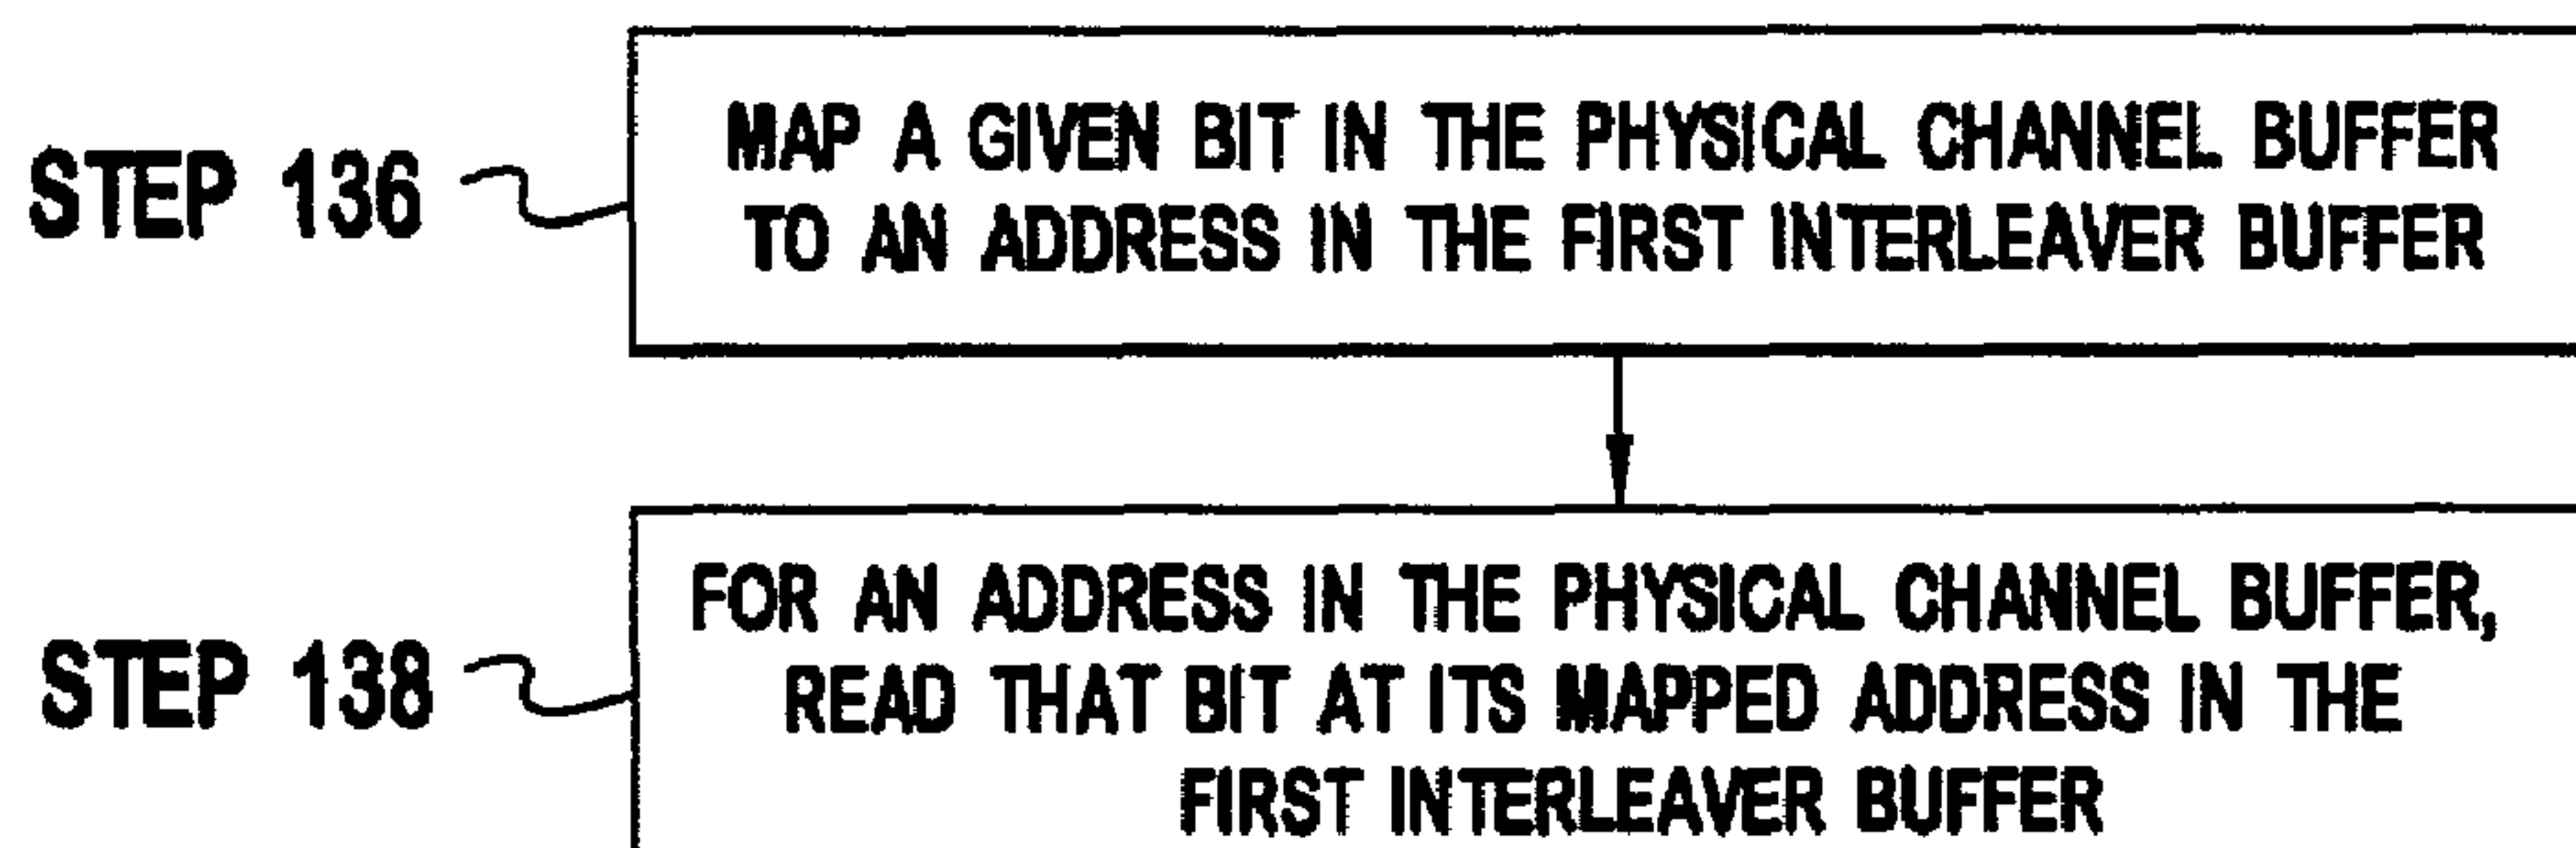 STEP 136
MAP A GIVEN BIT IN THE PHYSICAL CHANNEL BUFFER
TO AN ADDRESS IN THE FIRST INTERLEAVER BUFFER
STEP 138
FOR AN ADDRESS IN THE PHYSICAL CHANNEL BUFFER,
READ THAT BIT AT ITS MAPPED ADDRESS IN THE
FIRST INTERLEAVER BUFFER